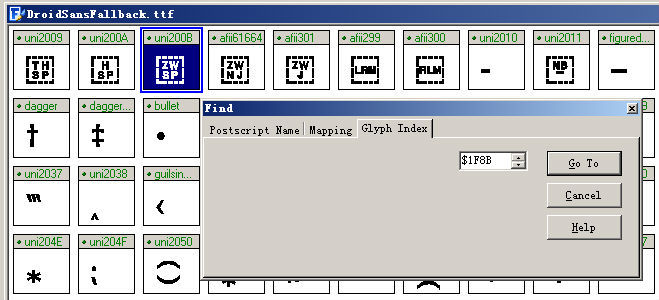 DroidSansFallback.ttf
uni2009 uni200A uni200B afii61664 afii301 afii299 afii300 uni2010 uni2011 figured...
TH SP H SP ZW SP ZW NJ ZW J LRM RLM NB
dagger dagger... bullet
Find
Postscript Name Mapping Glyph Index
$1F8B Go To
Cancel
Help
uni2037 uni2038 guilsin...
uni204E uni204F uni2050